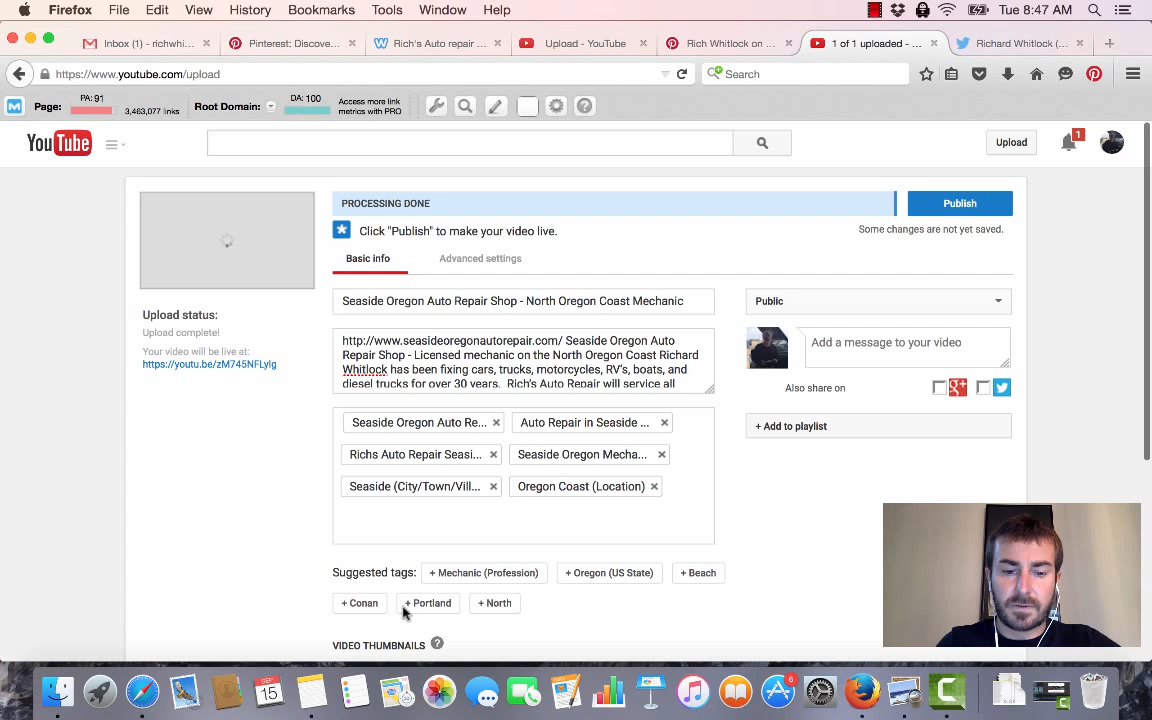 Firefox File Edit View History Bookmarks Tools Window Help Tue 8:47 AM
Inbox (1) - richwhi... Pinterest: Discove... Rich's Auto repair ... Upload - YouTube Rich Whitlock on ... 1 of 1 uploaded - ... Richard Whitlock (...
https://www.youtube.com/upload Search
Page: PA: 91 3,463,077 links Root Domain: DA: 100 Access more link metrics with PRO
YouTube Upload 1
PROCESSING DONE Publish
Click "Publish" to make your video live. Some changes are not yet saved.
Basic info Advanced settings
Seaside Oregon Auto Repair Shop - North Oregon Coast Mechanic Public
Upload status:
Upload complete!
Your video will be live at:
https://youtu.be/zM745NFLyIg
http://www.seasideoregonautorepair.com/ Seaside Oregon Auto
Repair Shop - Licensed mechanic on the North Oregon Coast Richard
Whitlock has been fixing cars, trucks, motorcycles, RV's, boats, and
diesel trucks for over 30 years. Rich's Auto Repair will service all
Add a message to your video
Also share on
+ Add to playlist
Seaside Oregon Auto Re... Auto Repair in Seaside ...
Richs Auto Repair Seasi... Seaside Oregon Mecha...
Seaside (City/Town/Vill... Oregon Coast (Location)
Suggested tags: + Mechanic (Profession) + Oregon (US State) + Beach
+ Conan + Portland + North
VIDEO THUMBNAILS ?
SEP 15 6